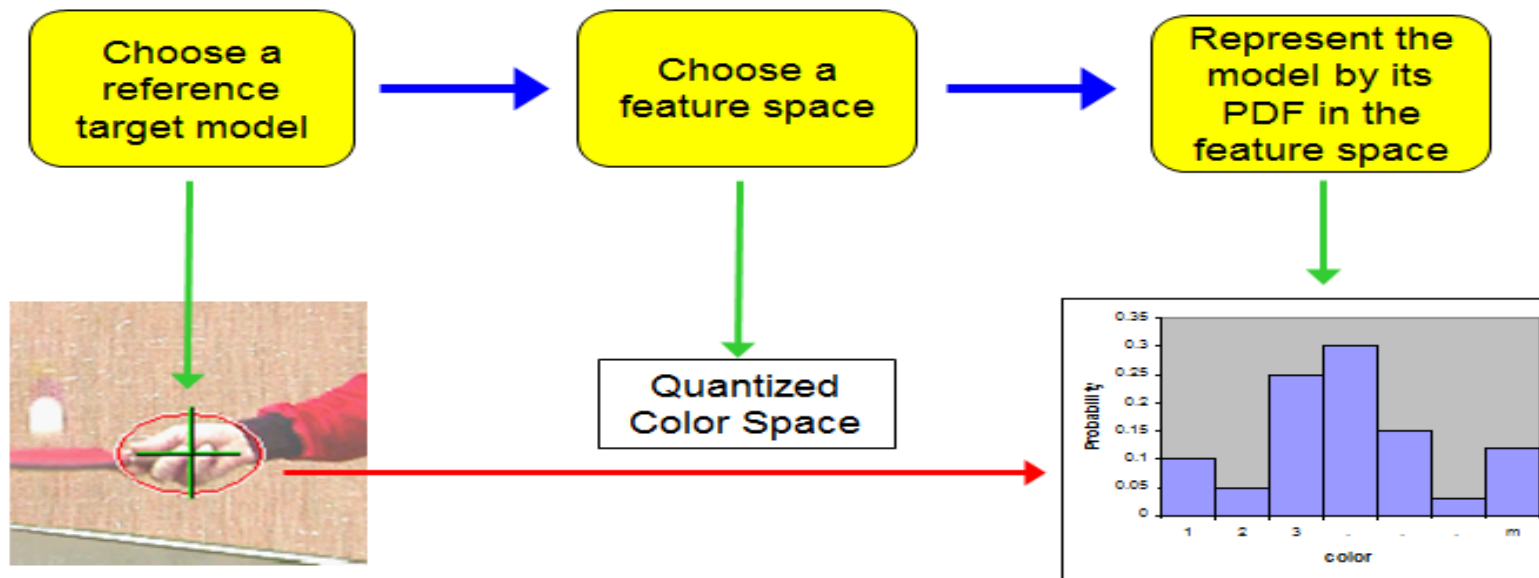 Choose a
reference
target model
Choose a
feature space
Represent the
model by its
PDF in the
feature space
Quantized
Color Space
0.35
0.3
0.25
0.2
0.15
0.1
0.05
0
Probability
1 2 3 . . . m
color